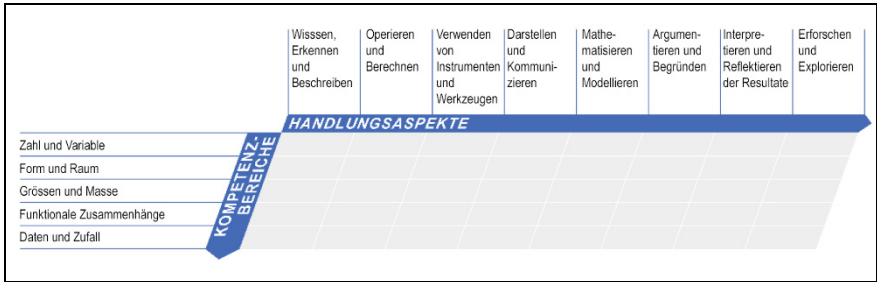 Wisssen,
Erkennen
und
Beschreiben
Operieren
und
Berechnen
Verwenden
von
Instrumenten
und
Werkzeugen
Darstellen
und
Kommuni-
zieren
Mathe-
matisieren
und
Modellieren
Argumen-
tieren und
Begründen
Interpre-
tieren und
Reflektieren
der Resultate
Erforschen
und
Explorieren
HANDLUNGSASPEKTE
KOMPETENZ-
BEREICHE
Zahl und Variable
Form und Raum
Grössen und Masse
Funktionale Zusammenhänge
Daten und Zufall